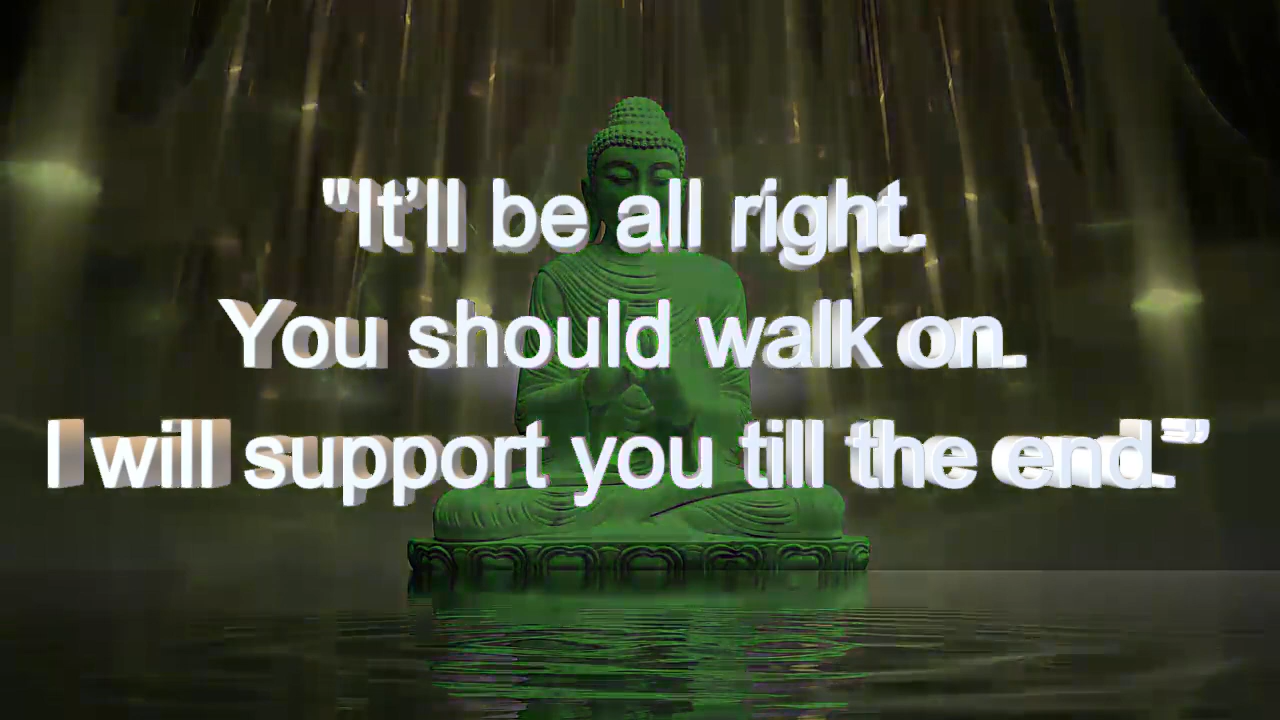 "It’ll be all right.
You should walk on.
I will support you till the end.”